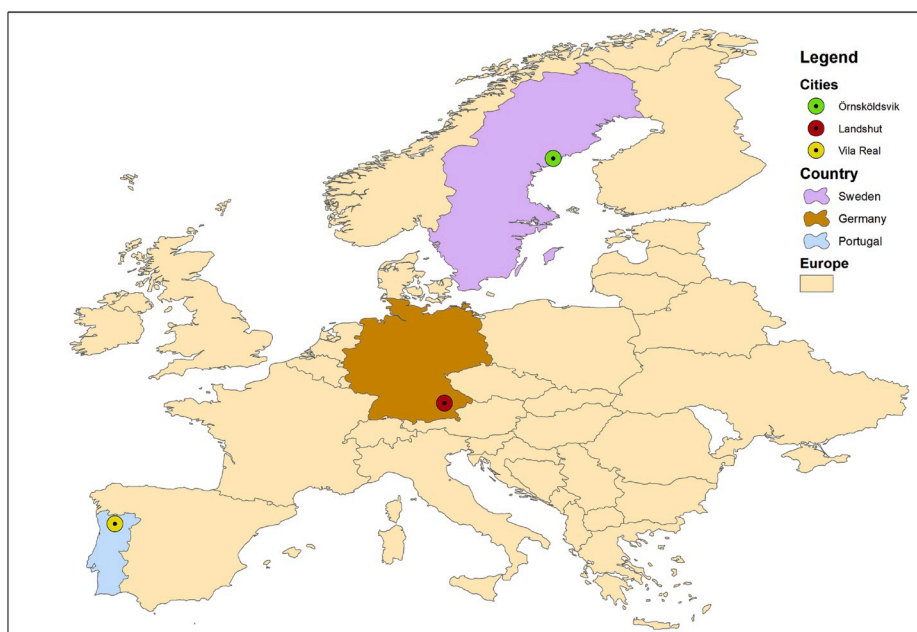 Legend
Cities
Örnsköldsvik
Landshut
Vila Real
Country
Sweden
Germany
Portugal
Europe